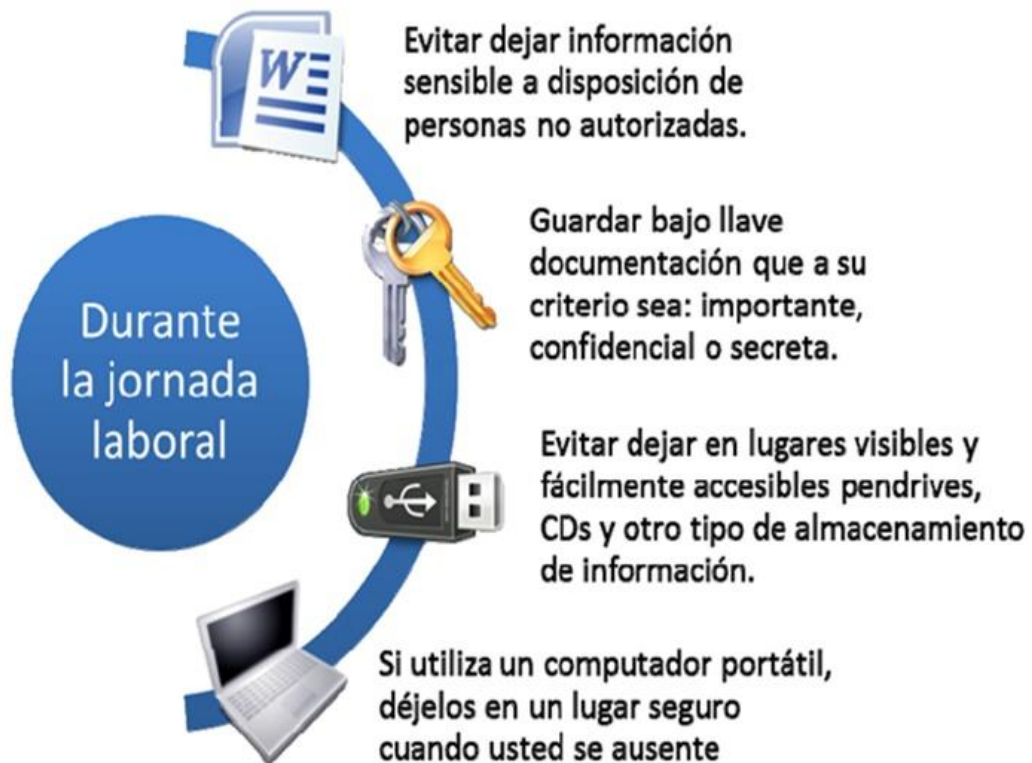 Durante
la jornada
laboral
W
Evitar dejar información
sensible a disposición de
personas no autorizadas.
Guardar bajo llave
documentación que a su
criterio sea: importante,
confidencial o secreta.
Evitar dejar en lugares visibles y
fácilmente accesibles pendrives,
CDs y otro tipo de almacenamiento
de información.
Si utiliza un computador portátil,
déjelos en un lugar seguro
cuando usted se ausente